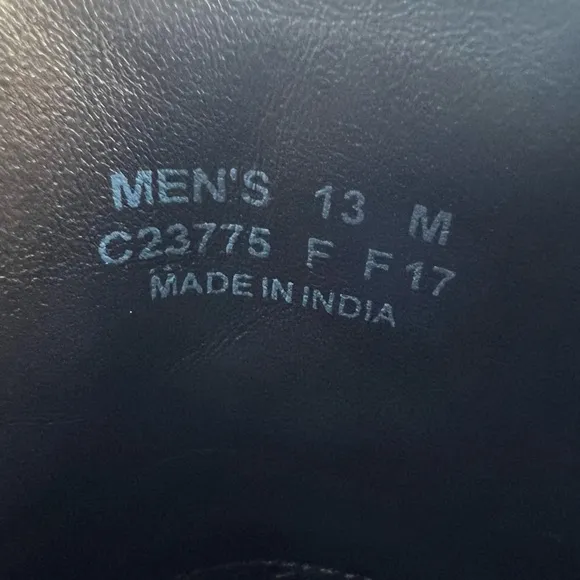 MEN'S 13 M
C23775 F F17
MADE IN INDIA